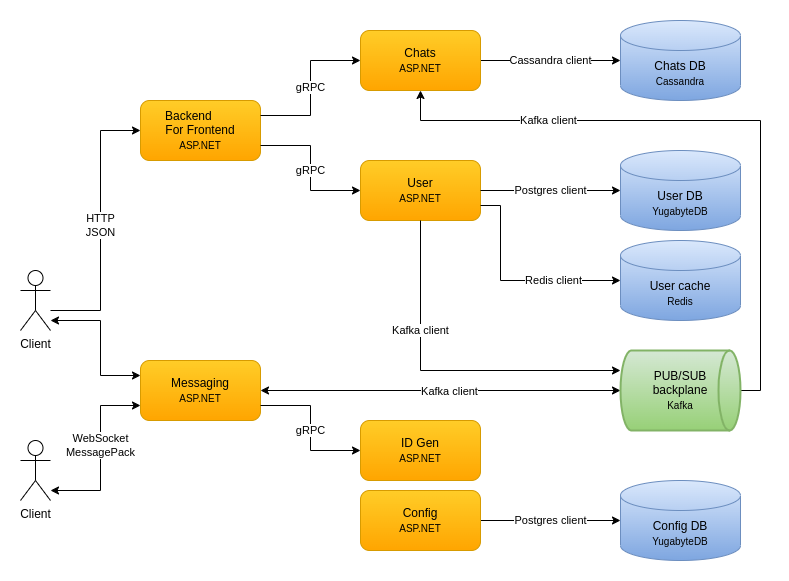 Chats
ASP.NET
Cassandra client
Chats DB
Cassandra
gRPC
Backend
For Frontend
ASP.NET
Kafka client
gRPC
User
ASP.NET
Postgres client
User DB
YugabyteDB
HTTP
JSON
Redis client
User cache
Redis
Client
Kafka client
Messaging
ASP.NET
Kafka client
PUB/SUB
backplane
Kafka
gRPC
ID Gen
ASP.NET
WebSocket
MessagePack
Client
Config
ASP.NET
Postgres client
Config DB
YugabyteDB